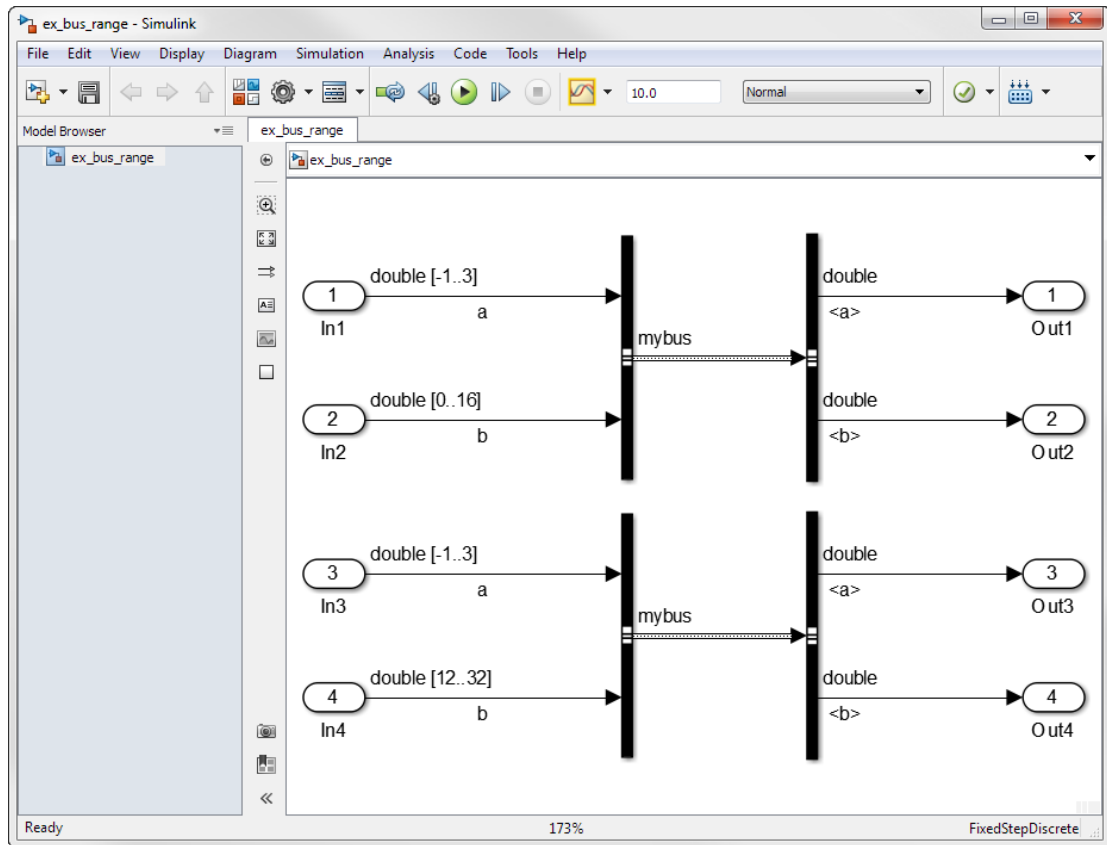 ex_bus_range - Simulink
File Edit View Display Diagram Simulation Analysis Code Tools Help
10.0 Normal
Model Browser
ex_bus_range
ex_bus_range
ex_bus_range
double [-1..3]
1
a
In1
mybus
double
<a>
1
Out1
double [0..16]
2
b
In2
double
<b>
2
Out2
double [-1..3]
3
a
In3
mybus
double
<a>
3
Out3
double [12..32]
4
b
In4
double
<b>
4
Out4
Ready 173% FixedStepDiscrete